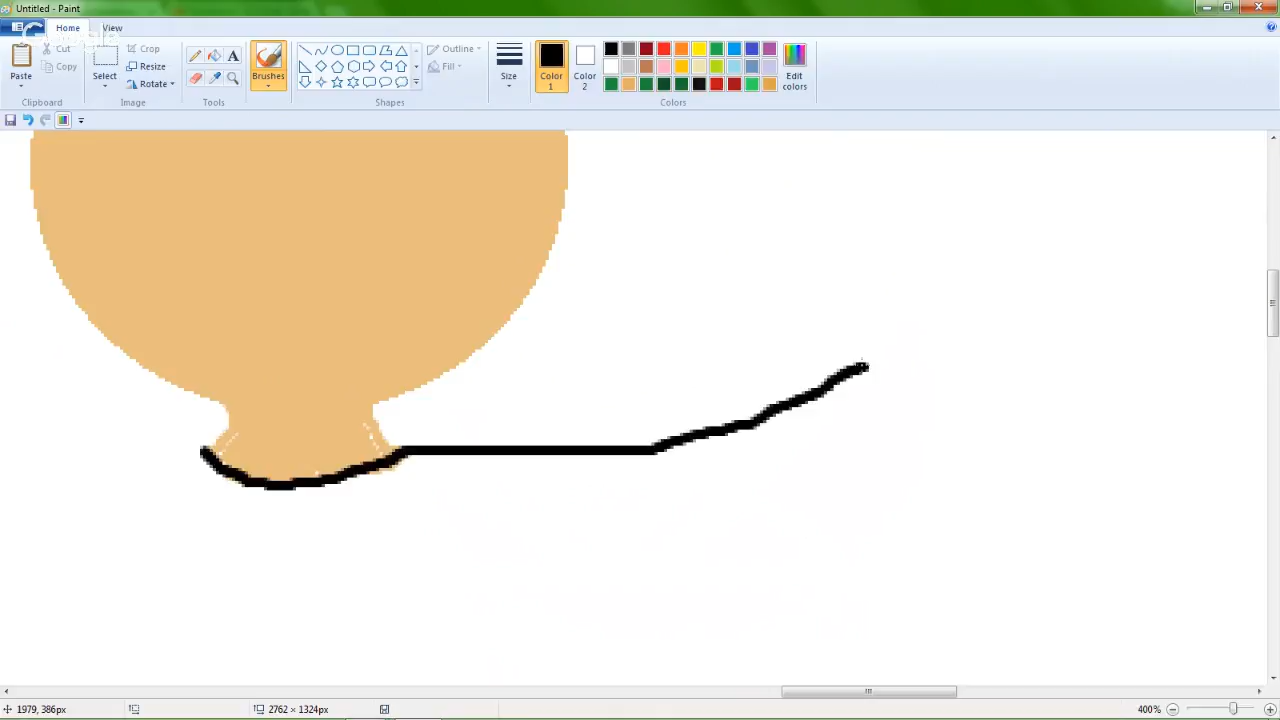 Untitled - Paint
Home View
Paste
Cut
Copy
Clipboard
Select
Crop
Resize
Rotate
Image
A
Tools
Brushes
Shapes
Outline
Fill
Size
Color
1
Color
2
Edit
colors
Colors
1979, 386px
2762 × 1324px
400%